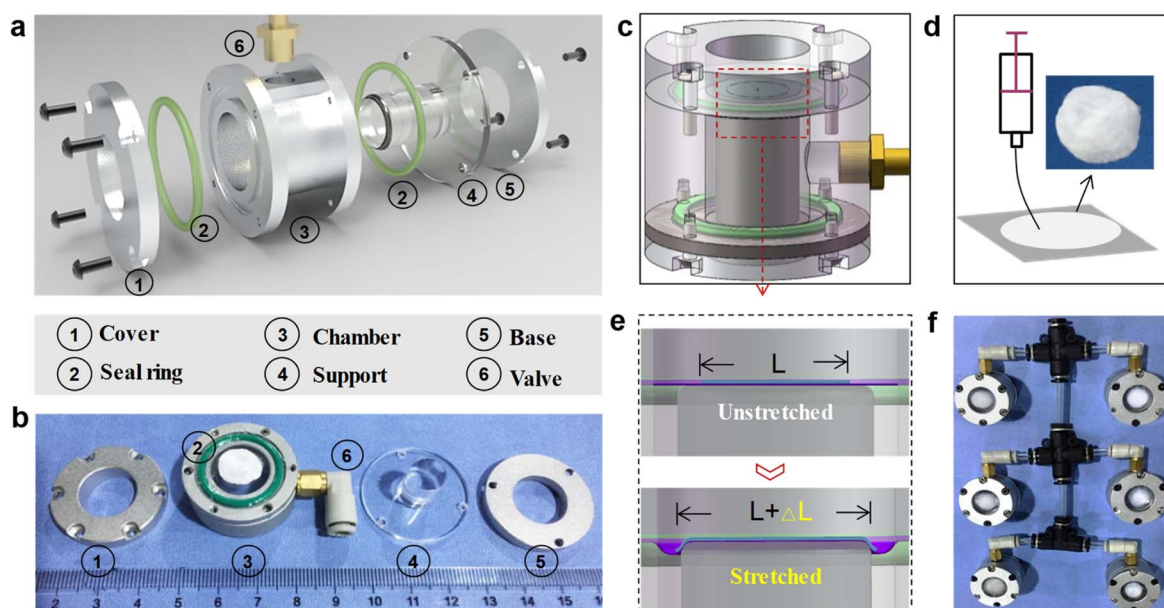 a
6
2
3
2
4
5
1
1 Cover
3 Chamber
5 Base
2 Seal ring
4 Support
6 Valve
b
2
6
1
3
4
5
2 3 4 5 6 7 8 9 10 11 12 13 14 15
c
d
e
L
Unstretched
L+△L
Stretched
f